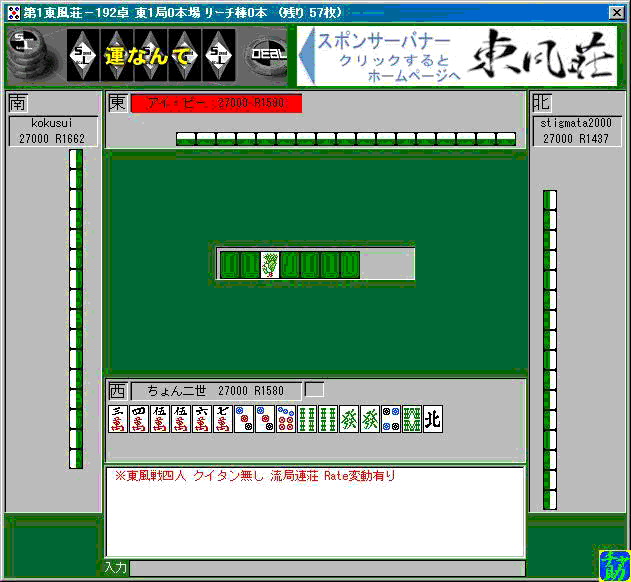 第1東風荘－192卓 東1局0本場 リーチ棒0本 （残り 57枚）
運なんて
DEAL
スポンサーバナー
クリックすると
ホームページへ
東風荘
南
kokusui
27000 R1662
東
アイ・ビー 27000 R1590
北
stigmata2000
27000 R1437
西
ちょん二世 27000 R1580
三萬 四萬 伍萬 伍萬 六萬 七萬 發 發 北
※東風戦四人 クイタン無し 流局連荘 Rate変動有り
入力